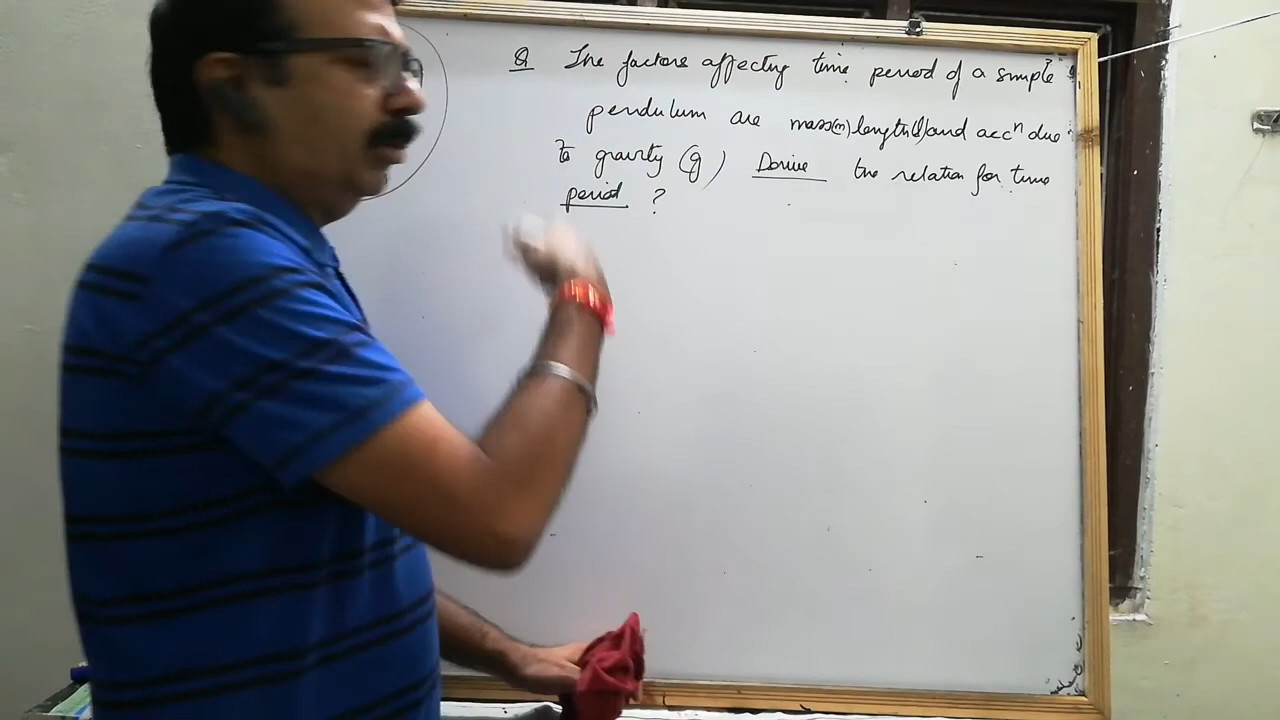 Q The factors affecting time period of a simple
pendulum are mass(m) length(l) and accⁿ due
to gravity (g) Derive the relation for time
period ?